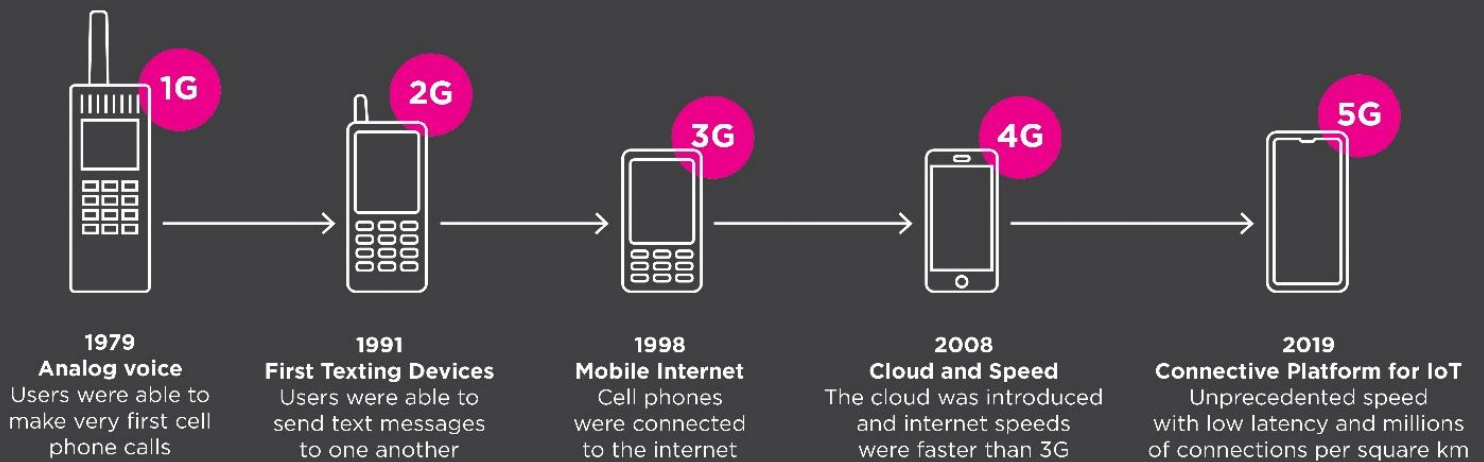 1G
2G
3G
4G
5G
1979
Analog voice
Users were able to
make very first cell
phone calls
1991
First Texting Devices
Users were able to
send text messages
to one another
1998
Mobile Internet
Cell phones
were connected
to the internet
2008
Cloud and Speed
The cloud was introduced
and internet speeds
were faster than 3G
2019
Connective Platform for IoT
Unprecedented speed
with low latency and millions
of connections per square km